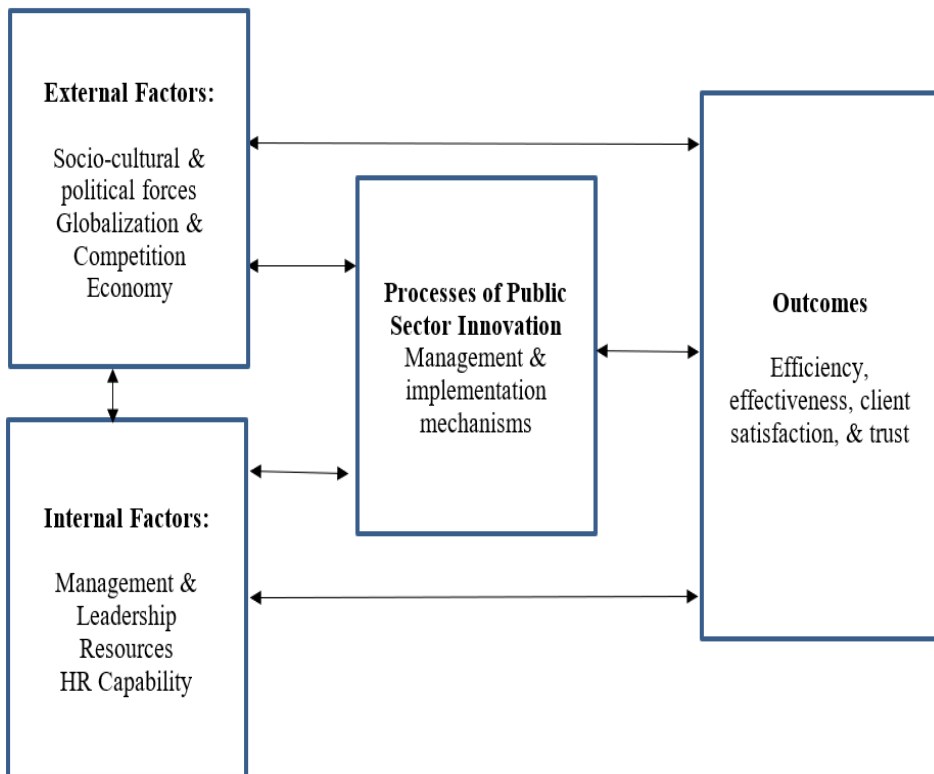 External Factors:
Socio-cultural &
political forces
Globalization &
Competition
Economy
Internal Factors:
Management &
Leadership
Resources
HR Capability
Processes of Public
Sector Innovation
Management &
implementation
mechanisms
Outcomes
Efficiency,
effectiveness, client
satisfaction, & trust